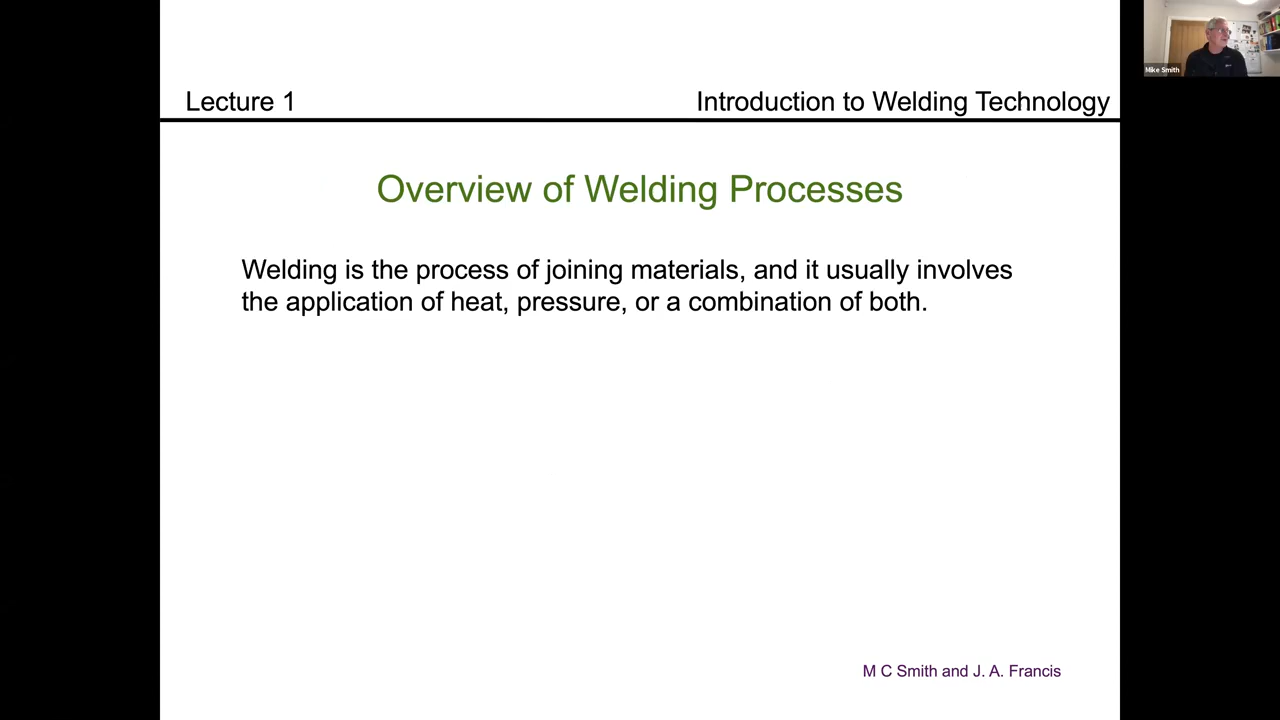 Lecture 1
Introduction to Welding Technology
Mike Smith
Overview of Welding Processes
Welding is the process of joining materials, and it usually involves
the application of heat, pressure, or a combination of both.
M C Smith and J. A. Francis